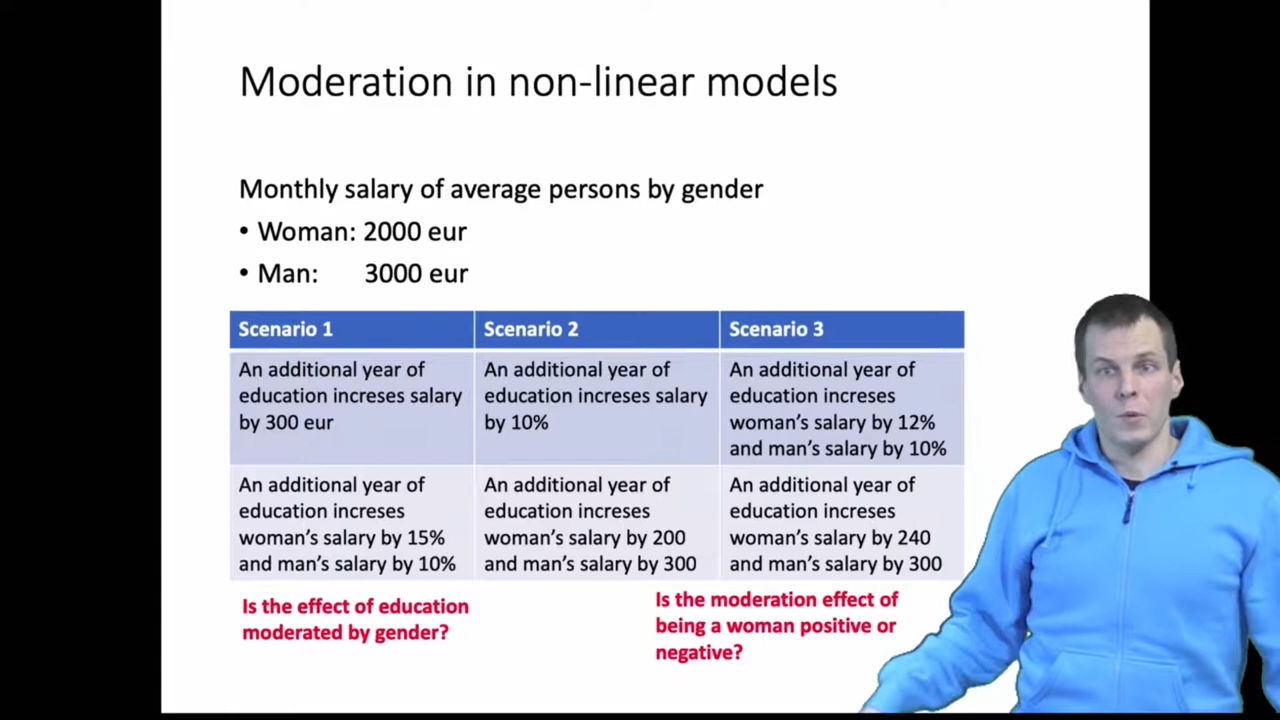 Moderation in non-linear models
Monthly salary of average persons by gender
• Woman: 2000 eur
• Man: 3000 eur
Scenario 1
Scenario 2
Scenario 3
An additional year of
education increses salary
by 300 eur
An additional year of
education increses salary
by 10%
An additional year of
education increses
woman's salary by 12%
and man's salary by 10%
An additional year of
education increses
woman's salary by 15%
and man's salary by 10%
An additional year of
education increses
woman's salary by 200
and man's salary by 300
An additional year of
education increses
woman's salary by 240
and man's salary by 300
Is the effect of education
moderated by gender?
Is the moderation effect of
being a woman positive or
negative?